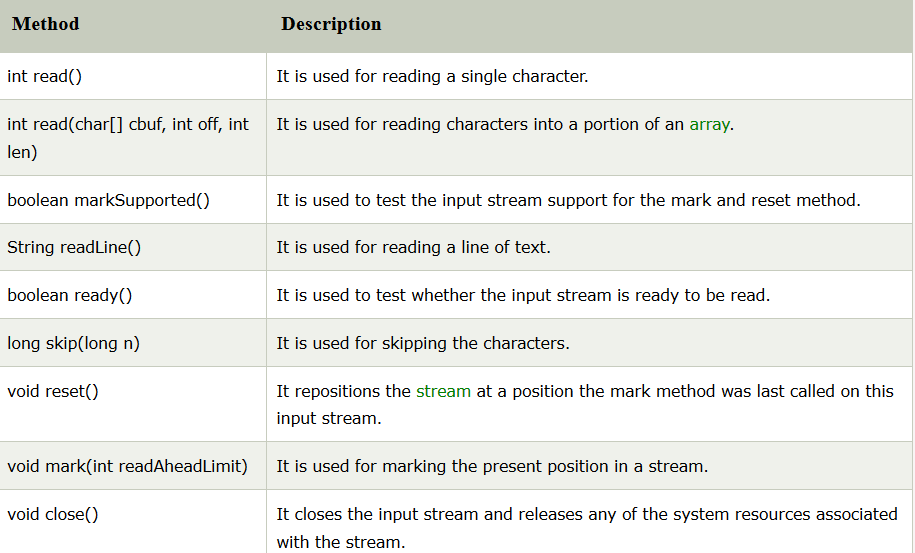 Method Description
int read() It is used for reading a single character.
int read(char[] cbuf, int off, int It is used for reading characters into a portion of an array.
len)
boolean markSupported() It is used to test the input stream support for the mark and reset method.
String readLine() It is used for reading a line of text.
boolean ready() It is used to test whether the input stream is ready to be read.
long skip(long n) It is used for skipping the characters.
void reset() It repositions the stream at a position the mark method was last called on this
input stream.
void mark(int readAheadLimit) It is used for marking the present position in a stream.
void close() It closes the input stream and releases any of the system resources associated
with the stream.